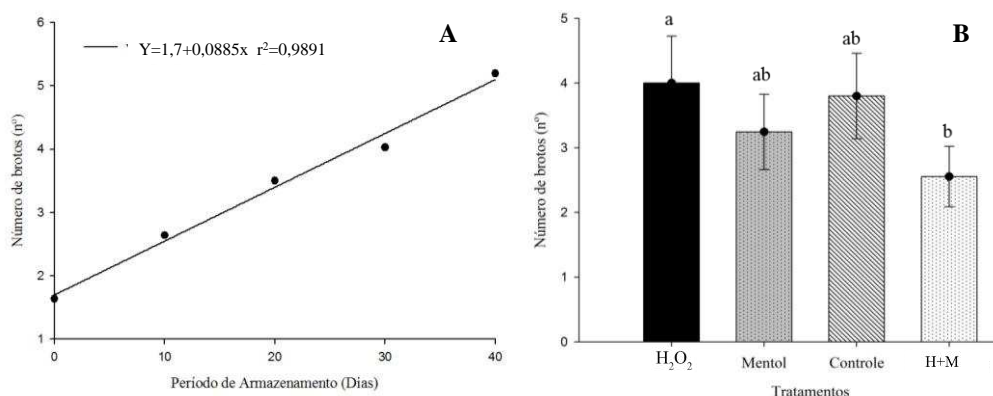 A
Y=1,7+0,0885x r²=0,9891
Número de brotos (nº)
6
5
4
3
2
1
0
10
20
30
40
Período de Armazenamento (Dias)
B
Número de brotos (nº)
5
4
3
2
1
0
a
ab
ab
b
H₂O₂
Mentol
Controle
H+M
Tratamentos